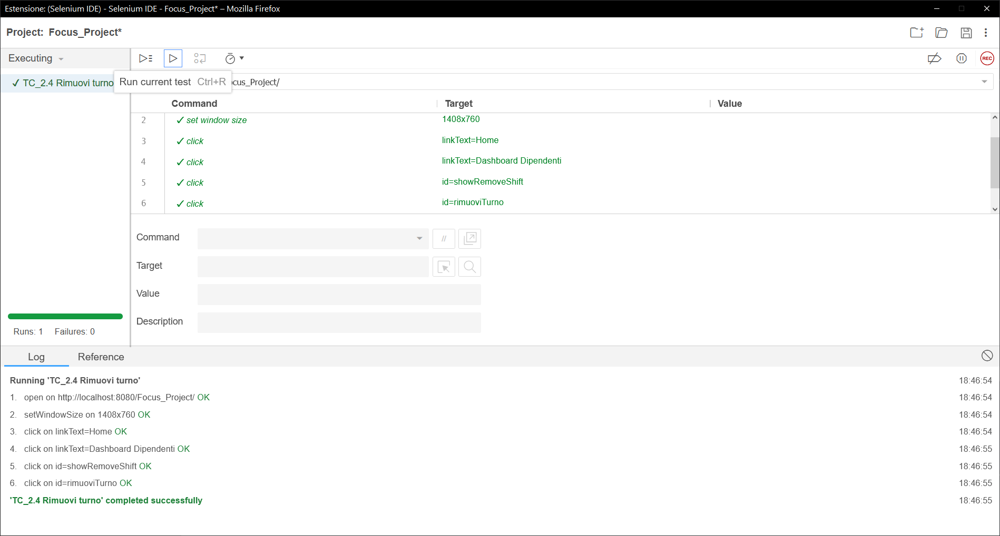 Estensione: (Selenium IDE) - Selenium IDE - Focus_Project* – Mozilla Firefox
Project: Focus_Project*
Executing
REC
✓ TC_2.4 Rimuovi turno
Run current test Ctrl+R
ocus_Project/
Command Target Value
2 ✓ set window size 1408x760
3 ✓ click linkText=Home
4 ✓ click linkText=Dashboard Dipendenti
5 ✓ click id=showRemoveShift
6 ✓ click id=rimuoviTurno
Command //
Target
Value
Description
Runs: 1 Failures: 0
Log Reference
Running 'TC_2.4 Rimuovi turno' 18:46:54
1. open on http://localhost:8080/Focus_Project/ OK 18:46:54
2. setWindowSize on 1408x760 OK 18:46:54
3. click on linkText=Home OK 18:46:54
4. click on linkText=Dashboard Dipendenti OK 18:46:55
5. click on id=showRemoveShift OK 18:46:55
6. click on id=rimuoviTurno OK 18:46:55
'TC_2.4 Rimuovi turno' completed successfully 18:46:55